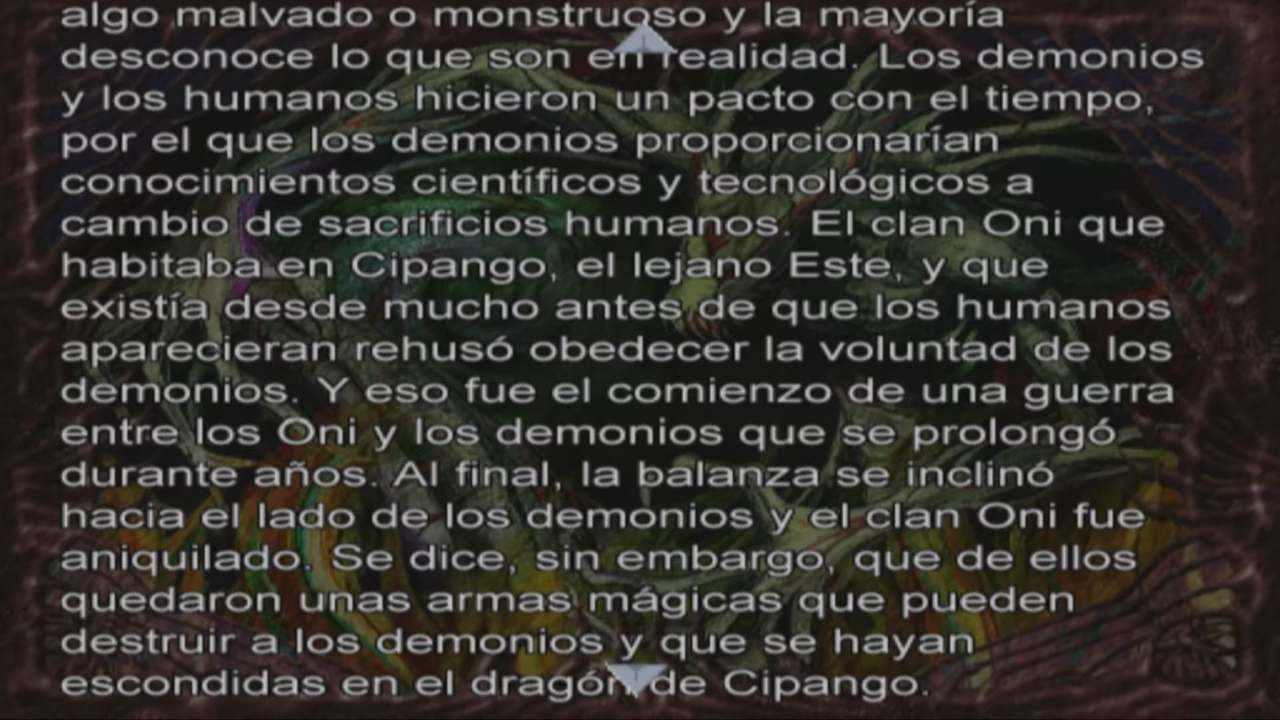 algo malvado o monstruoso y la mayoría
desconoce lo que son en realidad. Los demonios
y los humanos hicieron un pacto con el tiempo,
por el que los demonios proporcionarían
conocimientos científicos y tecnológicos a
cambio de sacrificios humanos. El clan Oni que
habitaba en Cipango, el lejano Este, y que
existía desde mucho antes de que los humanos
aparecieran rehusó obedecer la voluntad de los
demonios. Y eso fue el comienzo de una guerra
entre los Oni y los demonios que se prolongó
durante años. Al final, la balanza se inclinó
hacia el lado de los demonios y el clan Oni fue
aniquilado. Se dice, sin embargo, que de ellos
quedaron unas armas mágicas que pueden
destruir a los demonios y que se hayan
escondidas en el dragón de Cipango.